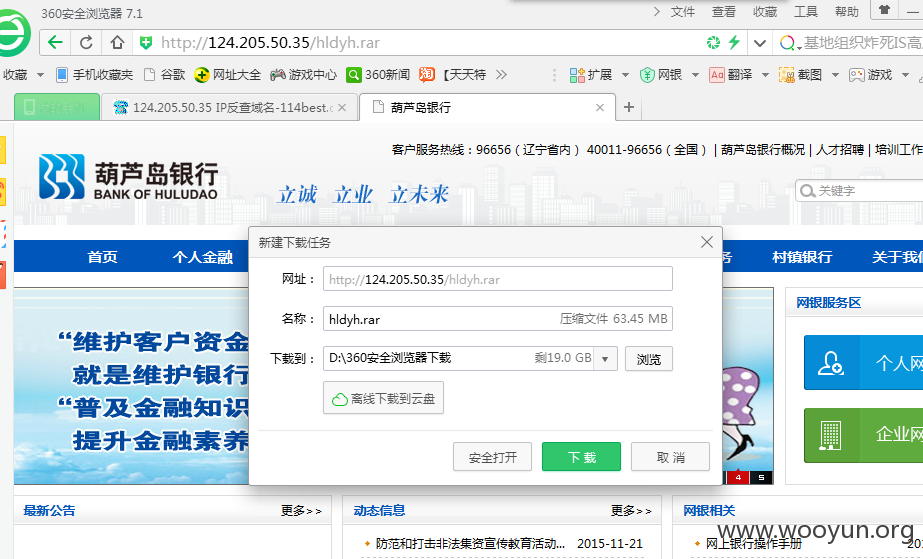 360安全浏览器 7.1
文件 查看 收藏 工具 帮助
http://124.205.50.35/hldyh.rar
基地组织炸死IS高
收藏 手机收藏夹 谷歌 网址大全 游戏中心 360新闻 淘 【天天特 >> 扩展 网银 Aa 翻译 截图 游戏
124.205.50.35 IP反查域名-114best.c
葫芦岛银行
客户服务热线：96656（辽宁省内） 40011-96656（全国） | 葫芦岛银行概况 | 人才招聘 | 培训工作
葫芦岛银行
BANK OF HULUDAO
立诚 立业 立未来
关键字
首页 个人金融 务 村镇银行 关于我们
新建下载任务
网址： http://124.205.50.35/hldyh.rar
名称： hldyh.rar 压缩文件 63.45 MB
下载到： D:\360安全浏览器下载 剩19.0 GB 浏览
离线下载到云盘
安全打开 下 载 取 消
“维护客户资金
就是维护银行
“普及金融知识
提升金融素养
4 5
网银服务区
个人网
企业网
最新公告 更多>>
动态信息 更多>>
网银相关
防范和打击非法集资宣传教育活动... 2015-11-21
网上银行操作手册 20
www.wooyun.org